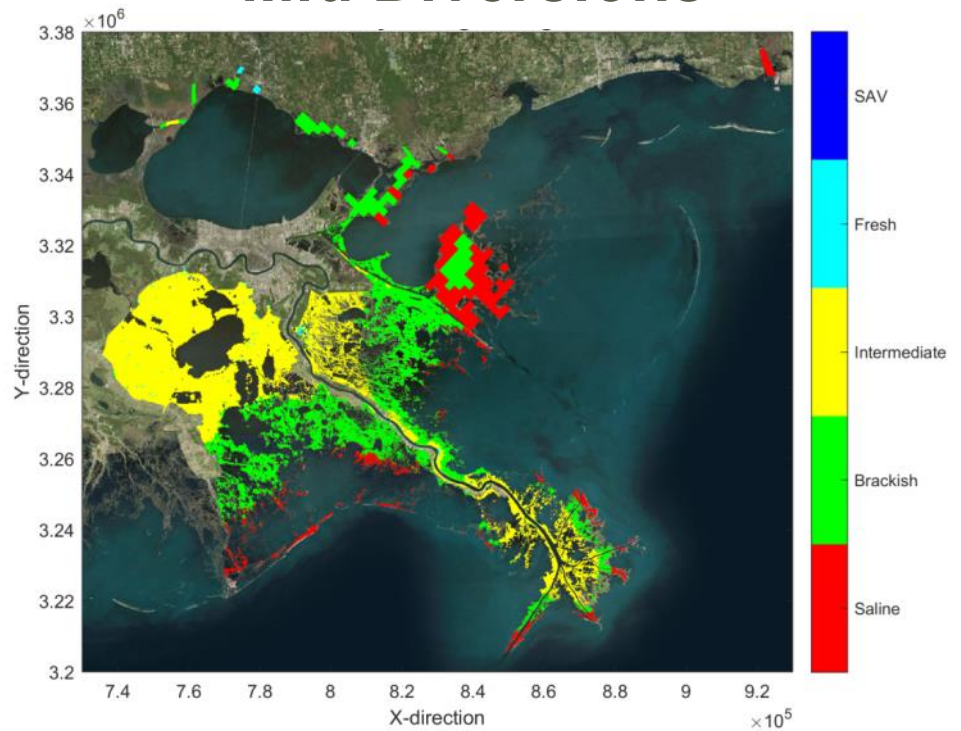 ×10⁶
3.38
3.36
3.34
3.32
3.3
3.28
3.26
3.24
3.22
3.2
Y-direction
7.4 7.6 7.8 8 8.2 8.4 8.6 8.8 9 9.2
X-direction
×10⁵
SAV
Fresh
Intermediate
Brackish
Saline